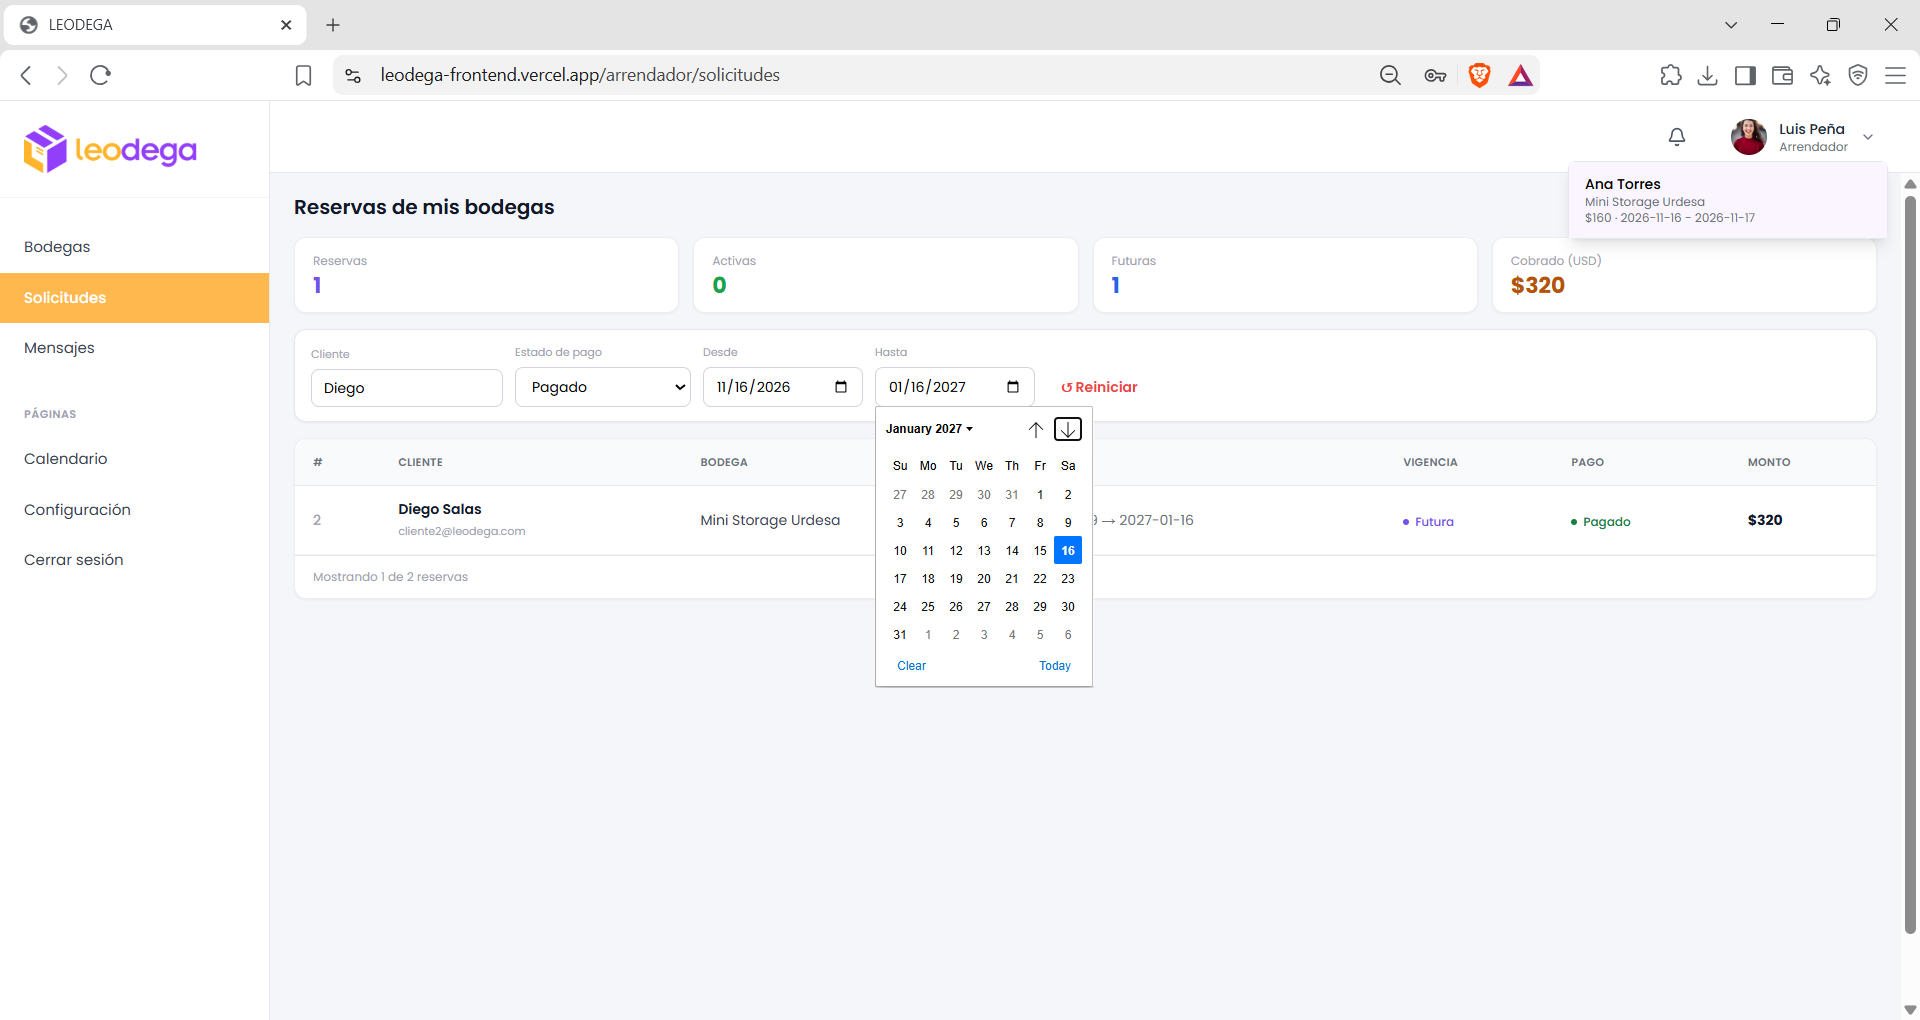 LEODEGA
leodega-frontend.vercel.app/arrendador/solicitudes
leodega
Luis Peña
Arrendador
Ana Torres
Mini Storage Urdesa
$160 · 2026-11-16 - 2026-11-17
Bodegas
Solicitudes
Mensajes
PÁGINAS
Calendario
Configuración
Cerrar sesión
Reservas de mis bodegas
Reservas
1
Activas
0
Futuras
1
Cobrado (USD)
$320
Cliente
Diego
Estado de pago
Pagado
Desde
11/16/2026
Hasta
01/16/2027
↺ Reiniciar
January 2027
Su Mo Tu We Th Fr Sa
27 28 29 30 31 1 2
3 4 5 6 7 8 9
10 11 12 13 14 15 16
17 18 19 20 21 22 23
24 25 26 27 28 29 30
31 1 2 3 4 5 6
Clear Today
# CLIENTE BODEGA VIGENCIA PAGO MONTO
2 Diego Salas Mini Storage Urdesa → 2027-01-16 Futura Pagado $320
cliente2@leodega.com
Mostrando 1 de 2 reservas